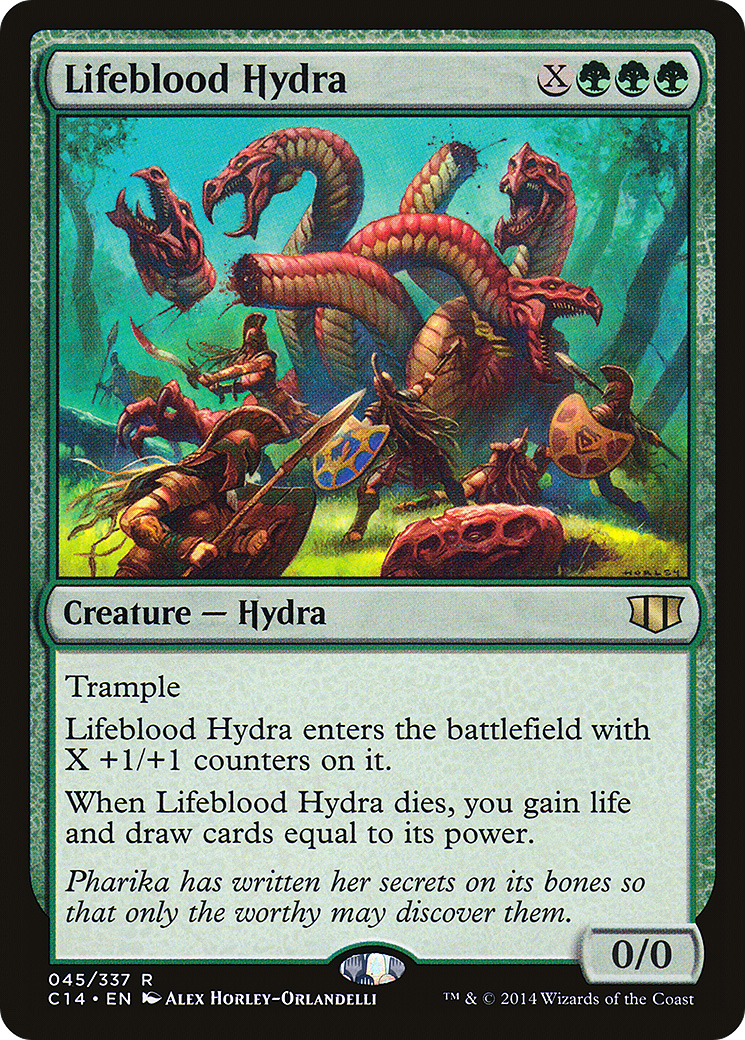 Lifeblood Hydra X
HORLEY
Creature — Hydra
Trample
Lifeblood Hydra enters the battlefield with
X +1/+1 counters on it.
When Lifeblood Hydra dies, you gain life
and draw cards equal to its power.
Pharika has written her secrets on its bones so
that only the worthy may discover them.
0/0
045/337 R
C14 • EN Alex Horley-Orlandelli
™ & © 2014 Wizards of the Coast